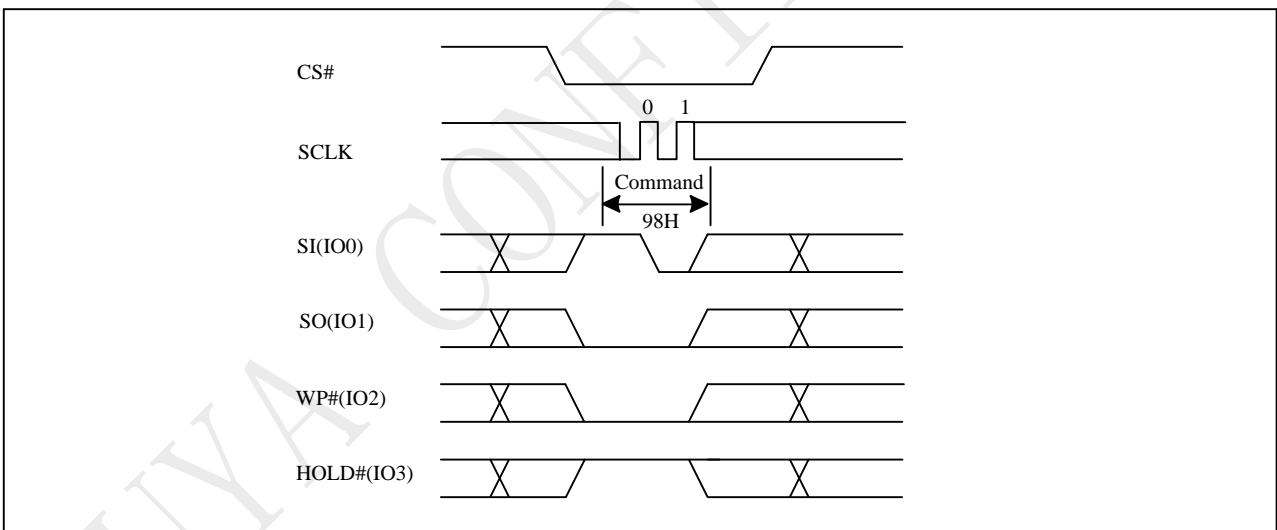 CS#
0 1
SCLK
Command
98H
SI(IO0)
SO(IO1)
WP#(IO2)
HOLD#(IO3)